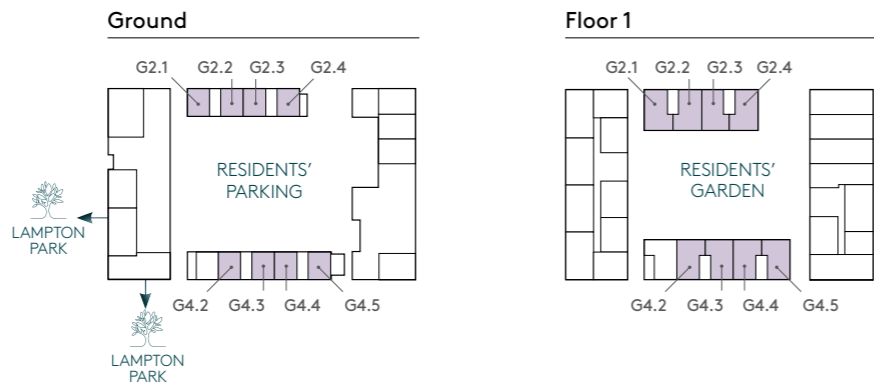 Ground
G2.1 G2.2 G2.3 G2.4
RESIDENTS'
PARKING
LAMPTON
PARK
G4.2 G4.3 G4.4 G4.5
LAMPTON
PARK
Floor 1
G2.1 G2.2 G2.3 G2.4
RESIDENTS'
GARDEN
G4.2 G4.3 G4.4 G4.5